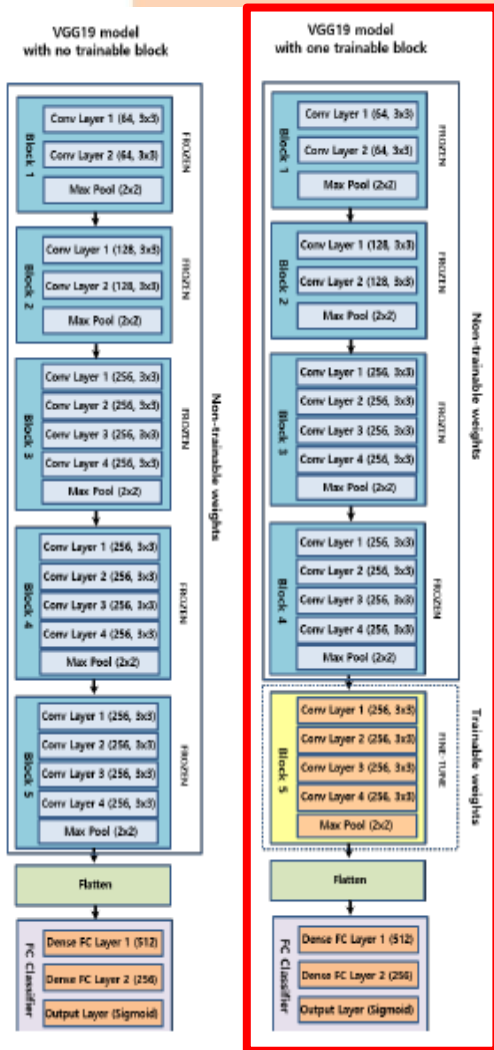 VGG19 model
with no trainable block
Block 1
Conv Layer 1 (64, 3x3)
Conv Layer 2 (64, 3x3)
Max Pool (2x2)
FROZEN
Block 2
Conv Layer 1 (128, 3x3)
Conv Layer 2 (128, 3x3)
Max Pool (2x2)
FROZEN
Block 3
Conv Layer 1 (256, 3x3)
Conv Layer 2 (256, 3x3)
Conv Layer 3 (256, 3x3)
Conv Layer 4 (256, 3x3)
Max Pool (2x2)
FROZEN
Block 4
Conv Layer 1 (256, 3x3)
Conv Layer 2 (256, 3x3)
Conv Layer 3 (256, 3x3)
Conv Layer 4 (256, 3x3)
Max Pool (2x2)
FROZEN
Block 5
Conv Layer 1 (256, 3x3)
Conv Layer 2 (256, 3x3)
Conv Layer 3 (256, 3x3)
Conv Layer 4 (256, 3x3)
Max Pool (2x2)
FROZEN
Non-trainable weights
Flatten
FC Classifier
Dense FC Layer 1 (512)
Dense FC Layer 2 (256)
Output Layer (Sigmoid)
VGG19 model
with one trainable block
Block 1
Conv Layer 1 (64, 3x3)
Conv Layer 2 (64, 3x3)
Max Pool (2x2)
FROZEN
Block 2
Conv Layer 1 (128, 3x3)
Conv Layer 2 (128, 3x3)
Max Pool (2x2)
FROZEN
Block 3
Conv Layer 1 (256, 3x3)
Conv Layer 2 (256, 3x3)
Conv Layer 3 (256, 3x3)
Conv Layer 4 (256, 3x3)
Max Pool (2x2)
FROZEN
Block 4
Conv Layer 1 (256, 3x3)
Conv Layer 2 (256, 3x3)
Conv Layer 3 (256, 3x3)
Conv Layer 4 (256, 3x3)
Max Pool (2x2)
FROZEN
Non-trainable weights
Block 5
Conv Layer 1 (256, 3x3)
Conv Layer 2 (256, 3x3)
Conv Layer 3 (256, 3x3)
Conv Layer 4 (256, 3x3)
Max Pool (2x2)
FINE-TUNE
Trainable weights
Flatten
FC Classifier
Dense FC Layer 1 (512)
Dense FC Layer 2 (256)
Output Layer (Sigmoid)